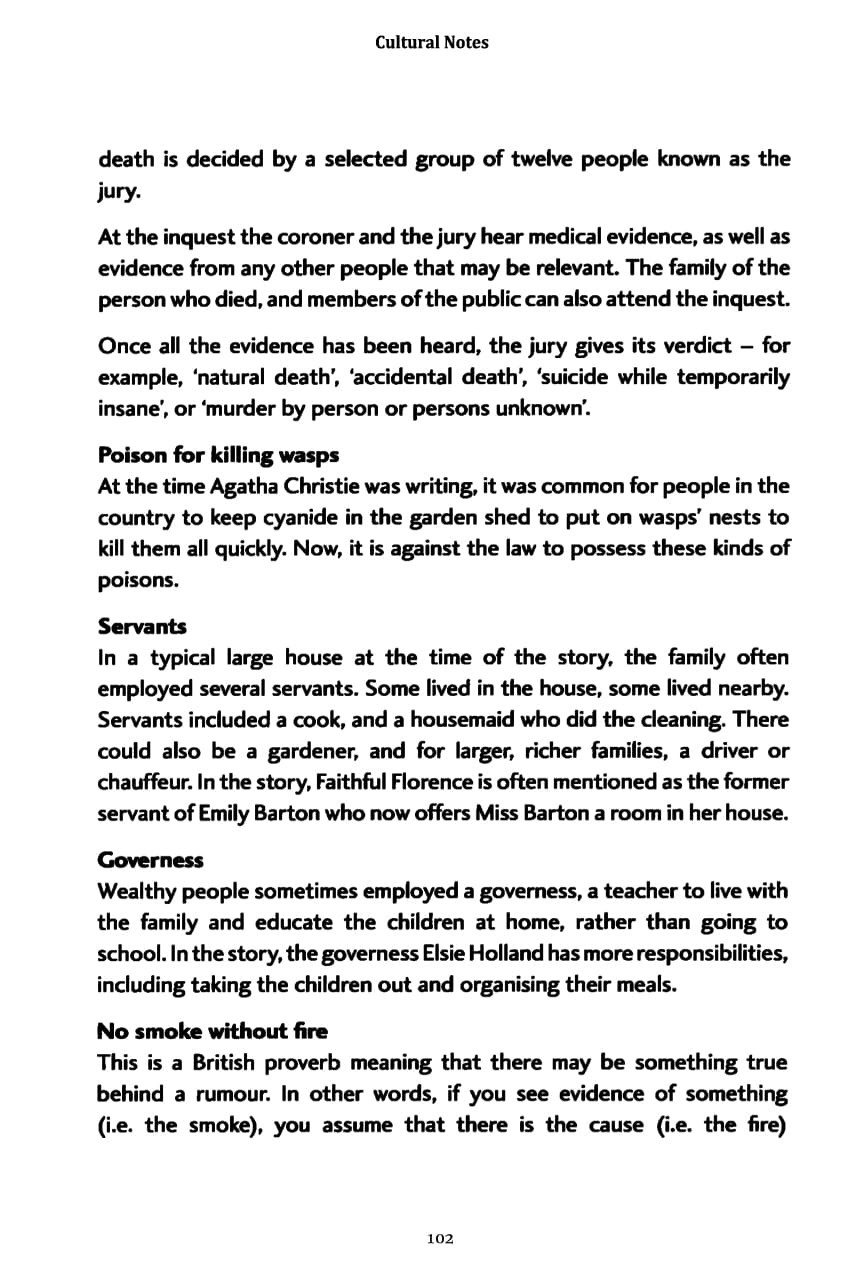 Cultural Notes
death is decided by a selected group of twelve people known as the
jury.
At the inquest the coroner and the jury hear medical evidence, as well as
evidence from any other people that may be relevant. The family of the
person who died, and members of the public can also attend the inquest.
Once all the evidence has been heard, the jury gives its verdict – for
example, ‘natural death’, ‘accidental death’, ‘suicide while temporarily
insane’, or ‘murder by person or persons unknown’.
Poison for killing wasps
At the time Agatha Christie was writing, it was common for people in the
country to keep cyanide in the garden shed to put on wasps’ nests to
kill them all quickly. Now, it is against the law to possess these kinds of
poisons.
Servants
In a typical large house at the time of the story, the family often
employed several servants. Some lived in the house, some lived nearby.
Servants included a cook, and a housemaid who did the cleaning. There
could also be a gardener, and for larger, richer families, a driver or
chauffeur. In the story, Faithful Florence is often mentioned as the former
servant of Emily Barton who now offers Miss Barton a room in her house.
Governess
Wealthy people sometimes employed a governess, a teacher to live with
the family and educate the children at home, rather than going to
school. In the story, the governess Elsie Holland has more responsibilities,
including taking the children out and organising their meals.
No smoke without fire
This is a British proverb meaning that there may be something true
behind a rumour. In other words, if you see evidence of something
(i.e. the smoke), you assume that there is the cause (i.e. the fire)
102